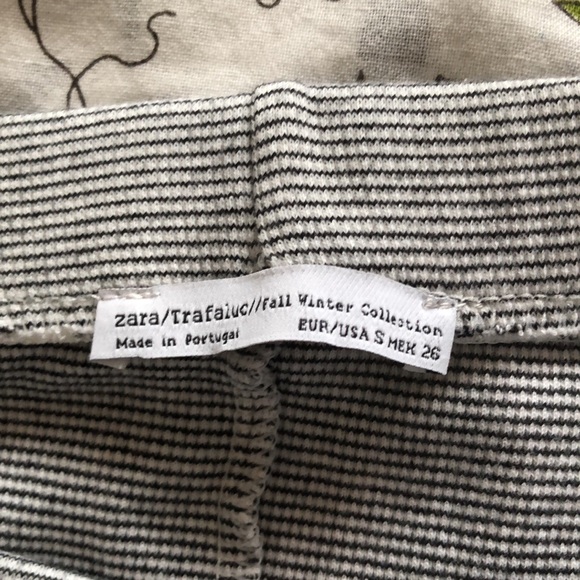 Zara/Trafaluc//Fall Winter Collection
Made in Portugal EUR/USA S MEX 26